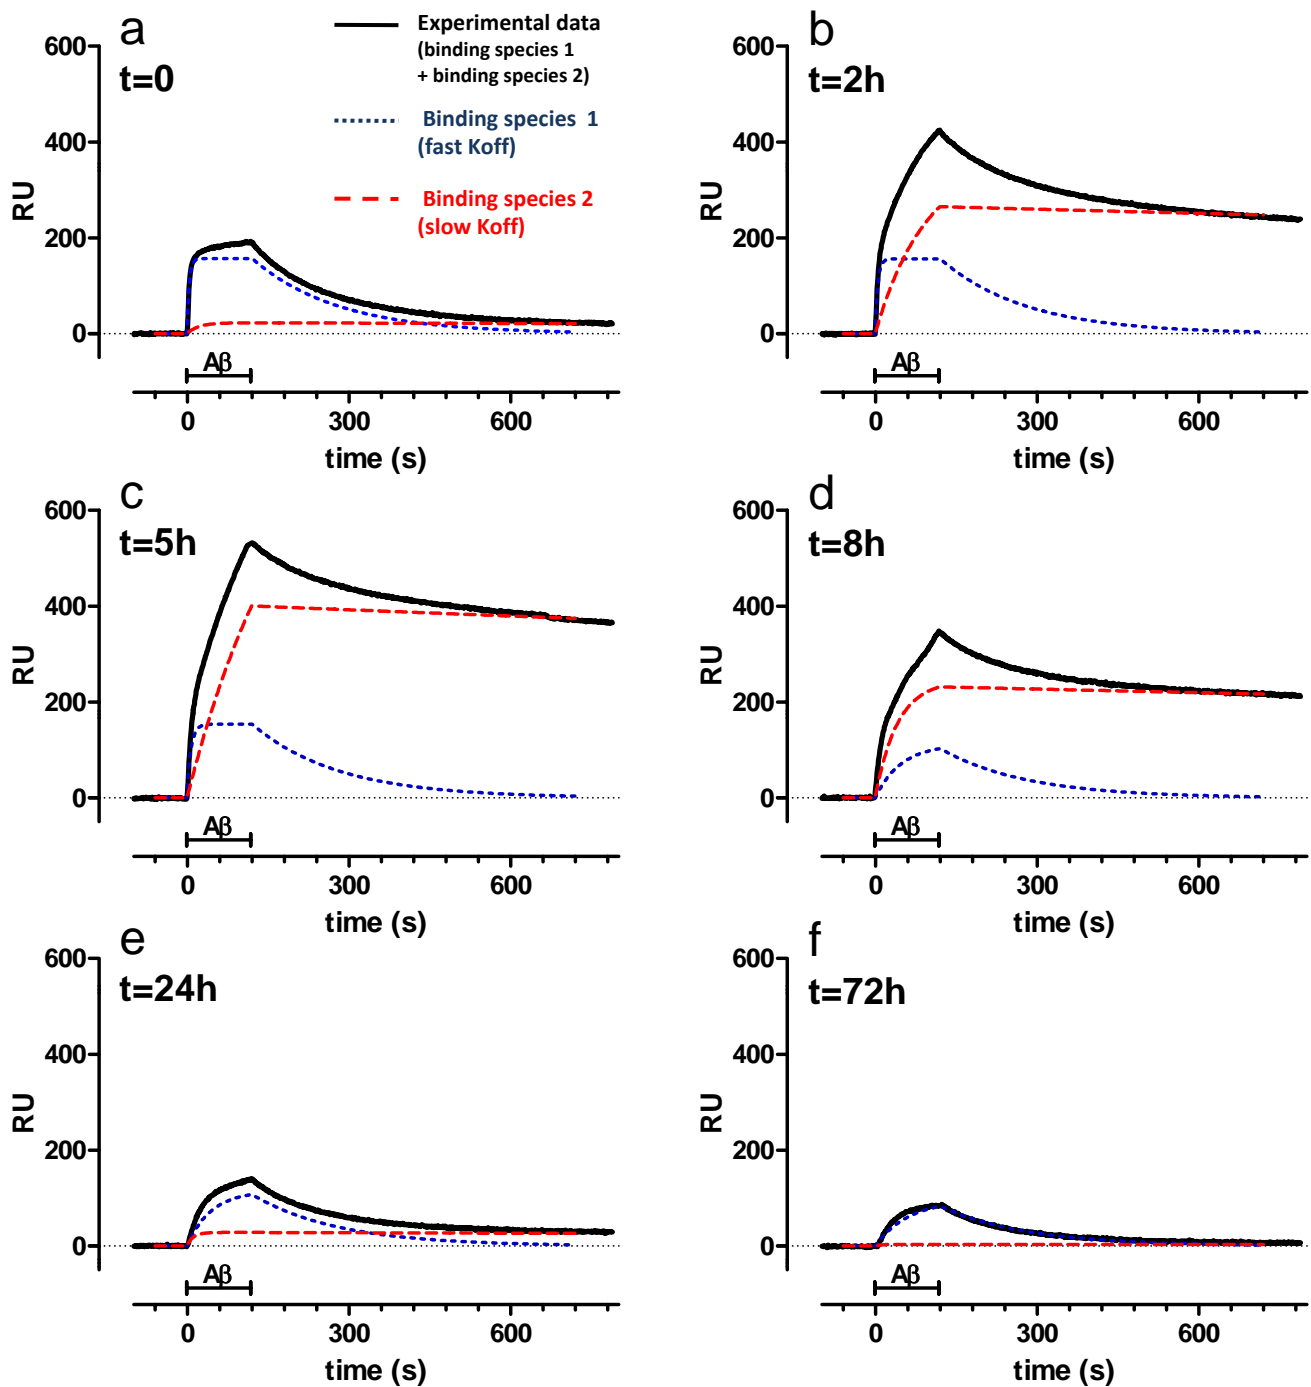 a
t=0
600
400
200
0
RU
Experimental data
(binding species 1
+ binding species 2)
Binding species 1
(fast Koff)
Binding species 2
(slow Koff)
Aβ
0 300 600
time (s)
b
t=2h
600
400
200
0
RU
Aβ
0 300 600
time (s)
c
t=5h
600
400
200
0
RU
Aβ
0 300 600
time (s)
d
t=8h
600
400
200
0
RU
Aβ
0 300 600
time (s)
e
t=24h
600
400
200
0
RU
Aβ
0 300 600
time (s)
f
t=72h
600
400
200
0
RU
Aβ
0 300 600
time (s)